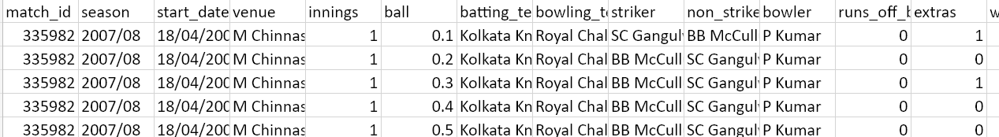 match_id season start_date venue innings ball batting_te bowling_te striker non_strike bowler runs_off_b extras w
335982 2007/08 18/04/200 M Chinnas 1 0.1 Kolkata Kn Royal Chal SC Gangul BB McCull P Kumar 0 1
335982 2007/08 18/04/200 M Chinnas 1 0.2 Kolkata Kn Royal Chal BB McCull SC Gangul P Kumar 0 0
335982 2007/08 18/04/200 M Chinnas 1 0.3 Kolkata Kn Royal Chal BB McCull SC Gangul P Kumar 0 1
335982 2007/08 18/04/200 M Chinnas 1 0.4 Kolkata Kn Royal Chal BB McCull SC Gangul P Kumar 0 0
335982 2007/08 18/04/200 M Chinnas 1 0.5 Kolkata Kn Royal Chal BB McCull SC Gangul P Kumar 0 0